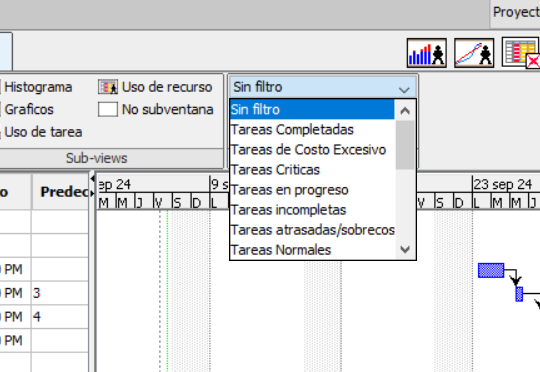 Proyect
Histograma
Uso de recurso
Sin filtro
Graficos
No subventana
Sin filtro
Uso de tarea
Tareas Completadas
Tareas de Costo Excesivo
Sub-views
Tareas Criticas
Tareas en progreso
Tareas incompletas
Tareas atrasadas/sobrecos
Tareas Normales
o
Predec
ep 24
9 s
23 sep 24
M M J V S D L
V S D L M M J
PM
PM 3
PM 4
PM